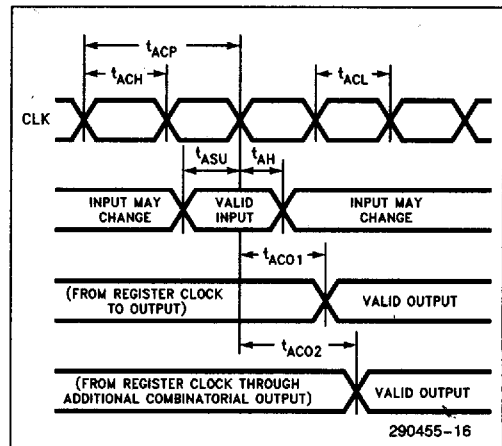 tACP
tACH
tACL
CLK
tASU
tAH
INPUT MAY
CHANGE
VALID
INPUT
INPUT MAY
CHANGE
tACO1
(FROM REGISTER CLOCK
TO OUTPUT)
VALID OUTPUT
tACO2
(FROM REGISTER CLOCK THROUGH
ADDITIONAL COMBINATORIAL OUTPUT)
VALID OUTPUT
290455-16